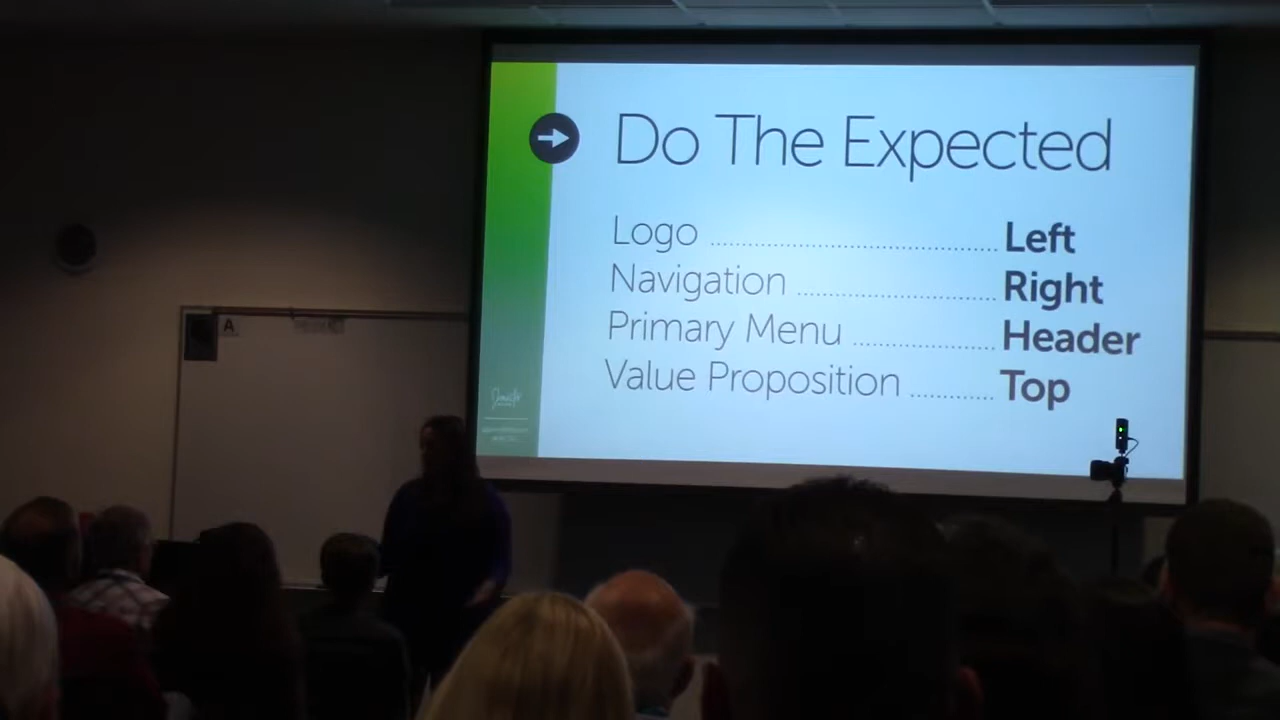 Do The Expected
Logo ........................................ Left
Navigation ............................ Right
Primary Menu .................... Header
Value Proposition ............ Top
A